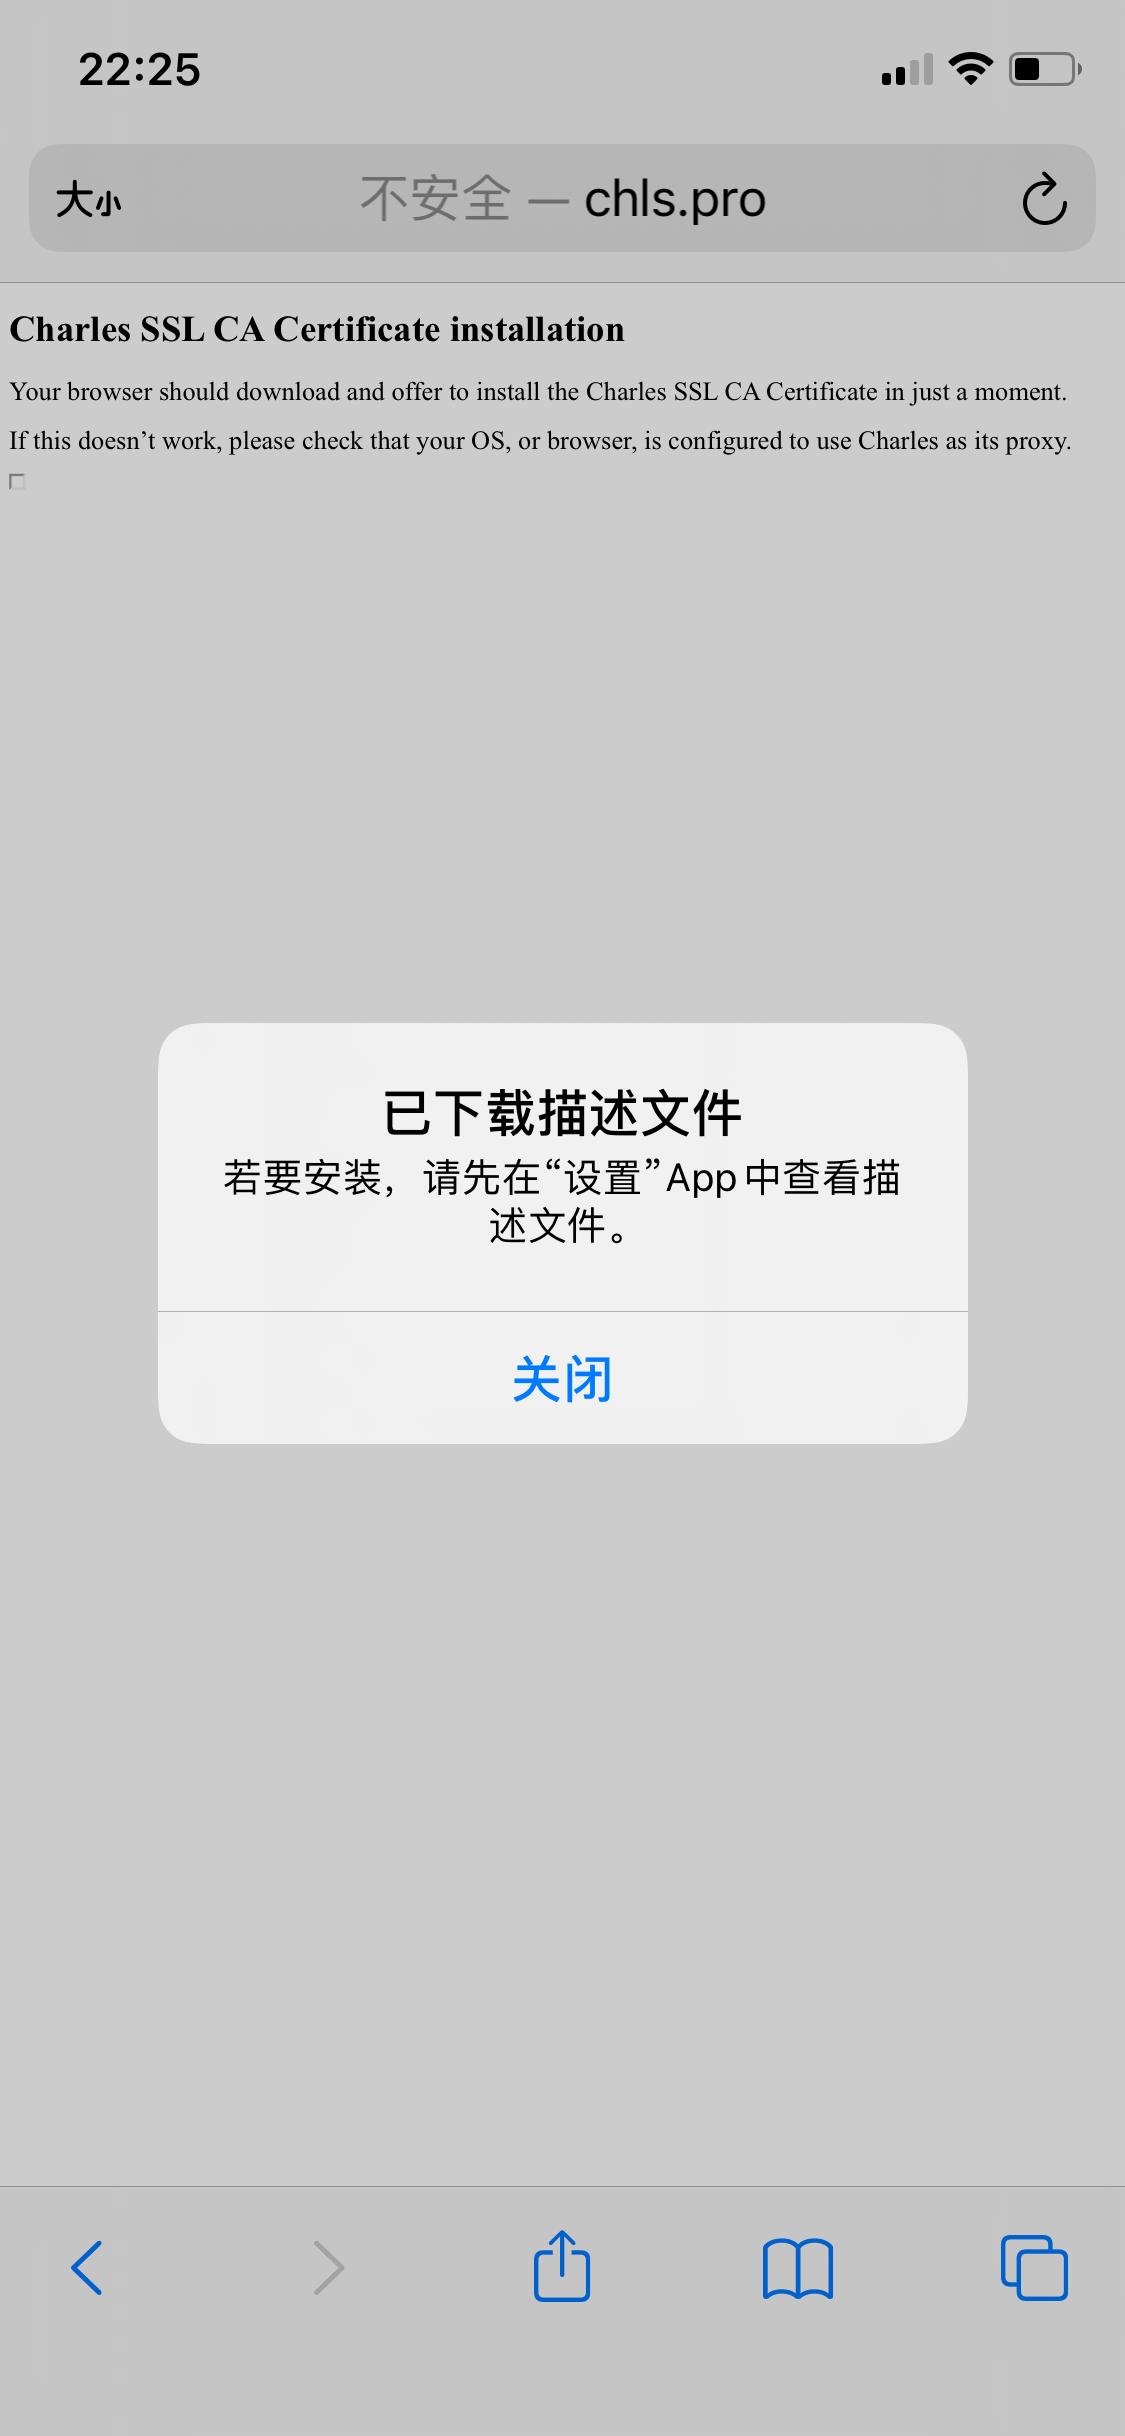 22:25
大小
不安全 — chls.pro
Charles SSL CA Certificate installation
Your browser should download and offer to install the Charles SSL CA Certificate in just a moment.
If this doesn’t work, please check that your OS, or browser, is configured to use Charles as its proxy.
已下载描述文件
若要安装，请先在“设置”App中查看描
述文件。
关闭